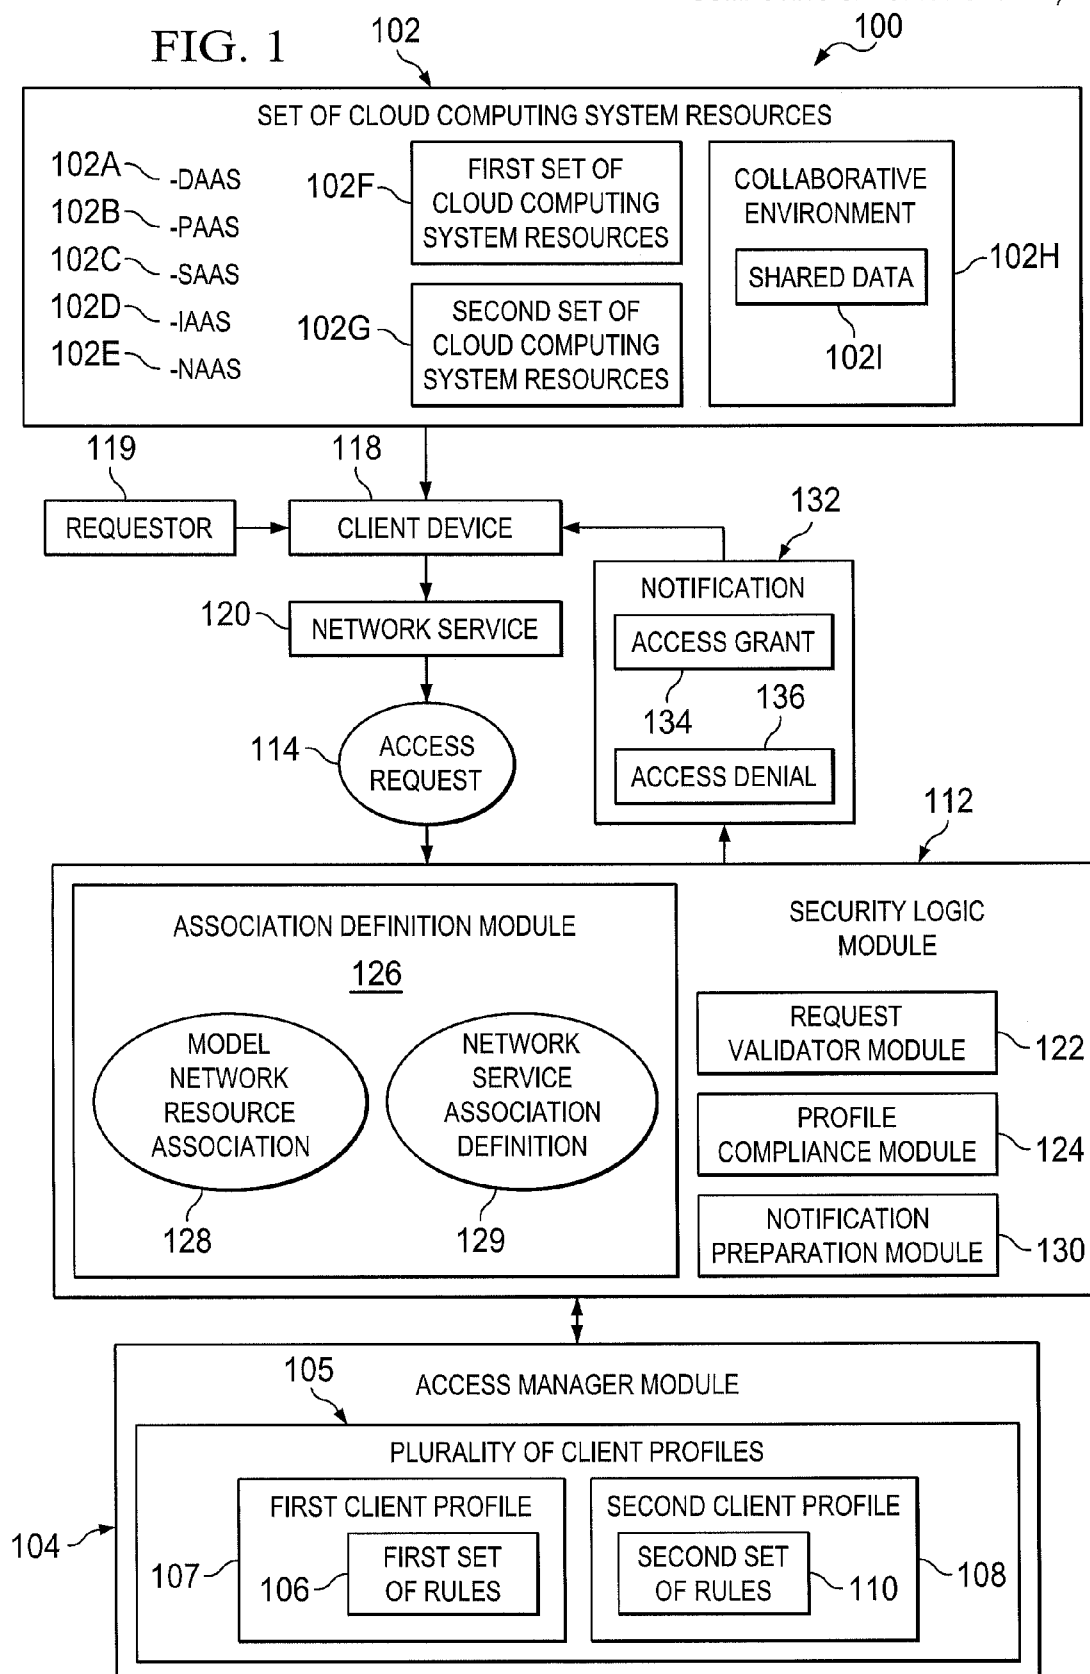 FIG. 1
102
100
SET OF CLOUD COMPUTING SYSTEM RESOURCES
102A
-DAAS
102B
-PAAS
102C
-SAAS
102D
-IAAS
102E
-NAAS
102F
FIRST SET OF
CLOUD COMPUTING
SYSTEM RESOURCES
102G
SECOND SET OF
CLOUD COMPUTING
SYSTEM RESOURCES
COLLABORATIVE
ENVIRONMENT
SHARED DATA
102I
102H
119
118
REQUESTOR
CLIENT DEVICE
132
120
NETWORK SERVICE
NOTIFICATION
ACCESS GRANT
134
136
ACCESS DENIAL
114
ACCESS
REQUEST
112
ASSOCIATION DEFINITION MODULE
126
MODEL
NETWORK
RESOURCE
ASSOCIATION
128
NETWORK
SERVICE
ASSOCIATION
DEFINITION
129
SECURITY LOGIC
MODULE
REQUEST
VALIDATOR MODULE
122
PROFILE
COMPLIANCE MODULE
124
NOTIFICATION
PREPARATION MODULE
130
105
ACCESS MANAGER MODULE
PLURALITY OF CLIENT PROFILES
104
FIRST CLIENT PROFILE
107
106
FIRST SET
OF RULES
SECOND CLIENT PROFILE
SECOND SET
OF RULES
110
108